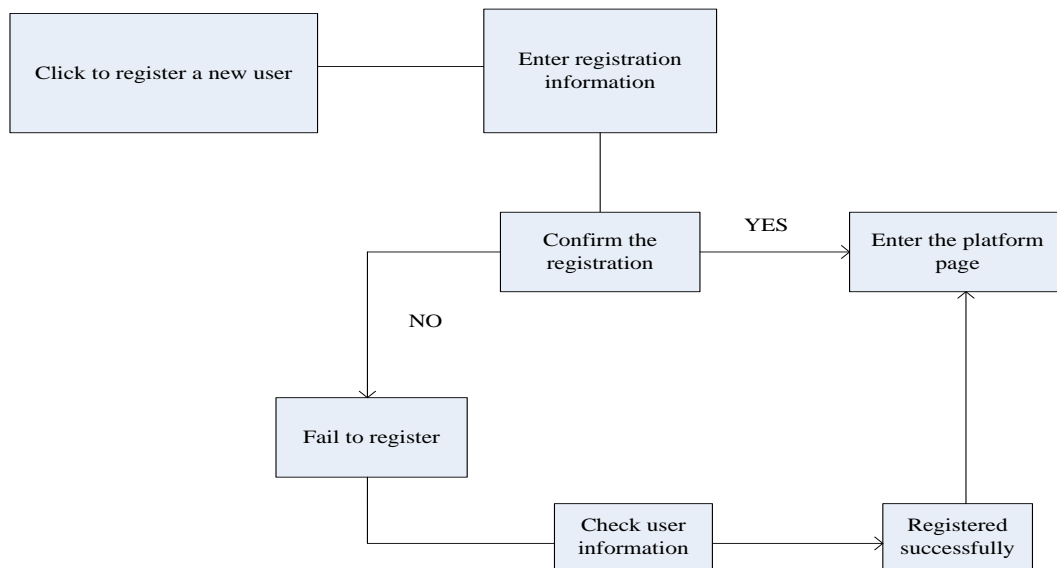 Click to register a new user
Enter registration
information
Confirm the
registration
YES
Enter the platform
page
NO
Fail to register
Check user
information
Registered
successfully